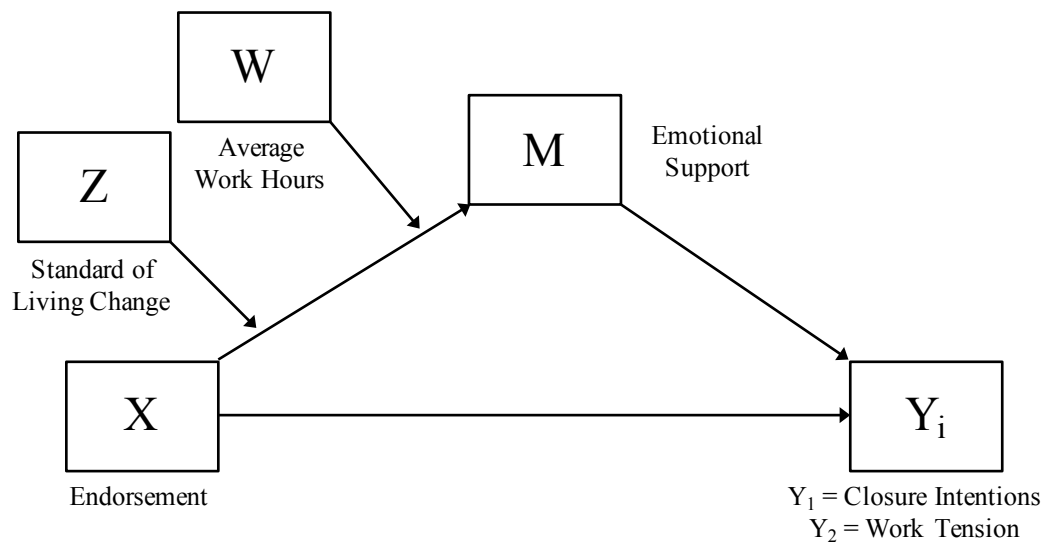 W
Average
Work Hours
Z
Standard of
Living Change
M
Emotional
Support
X
Endorsement
Yᵢ
Y₁ = Closure Intentions
Y₂ = Work Tension